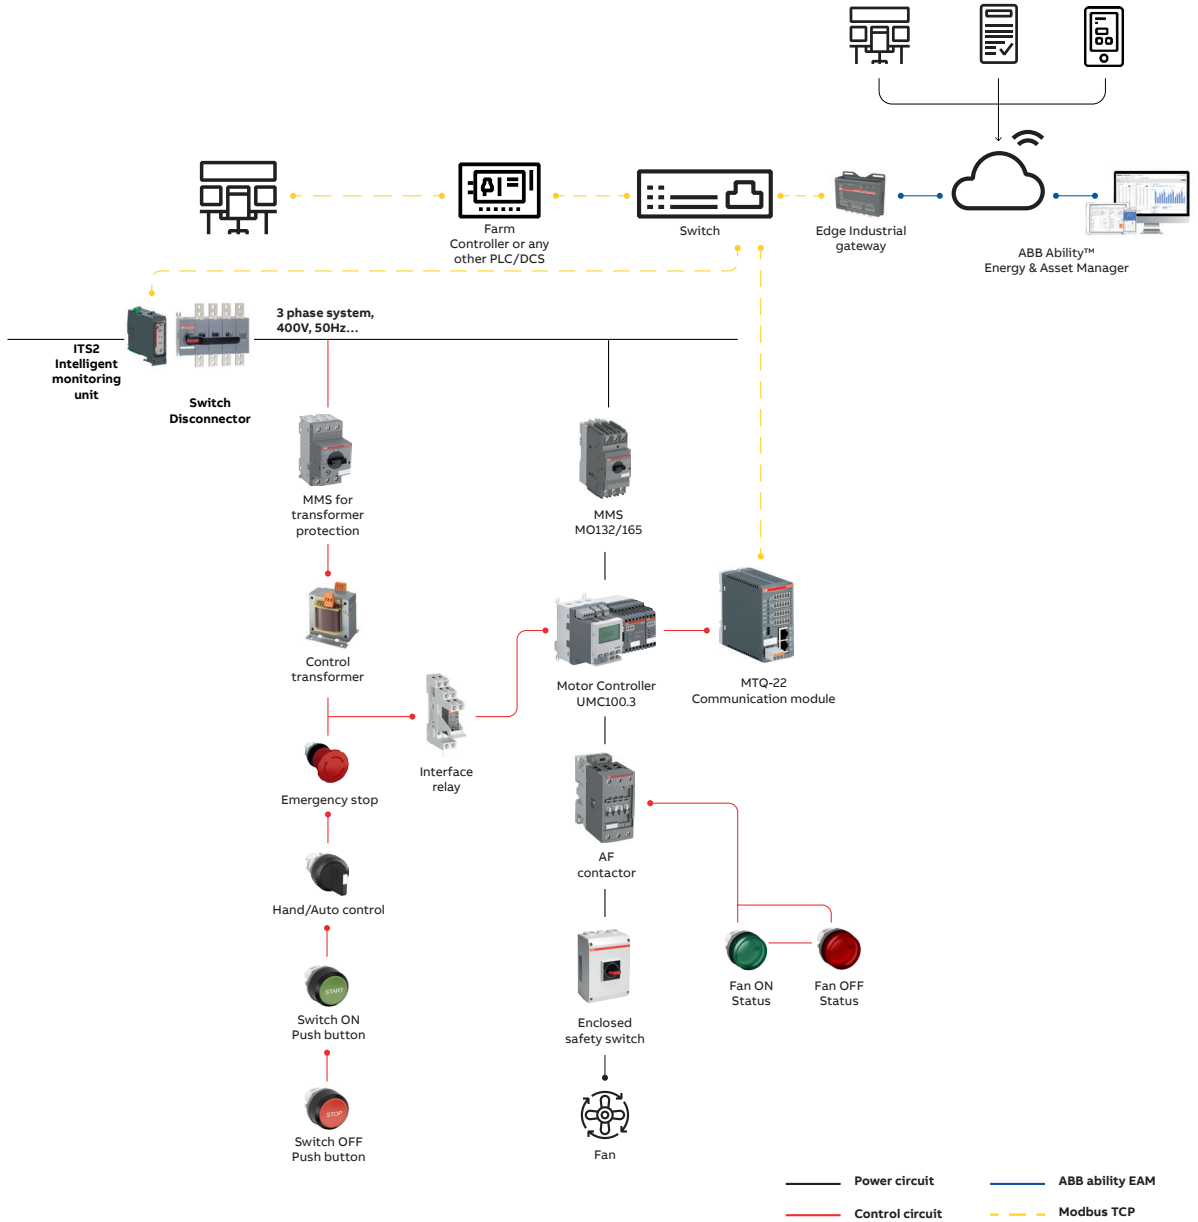 Farm
Controller or any
other PLC/DCS
Switch
Edge Industrial
gateway
ABB Ability™
Energy & Asset Manager
3 phase system,
400V, 50Hz...
ITS2
Intelligent
monitoring
unit
Switch
Disconnector
MMS for
transformer
protection
MMS
MO132/165
Control
transformer
Motor Controller
UMC100.3
MTQ-22
Communication module
Interface
relay
Emergency stop
AF
contactor
Hand/Auto control
START
Switch ON
Push button
Fan ON
Status
Fan OFF
Status
Enclosed
safety switch
STOP
Switch OFF
Push button
Fan
Power circuit
ABB ability EAM
Control circuit
Modbus TCP